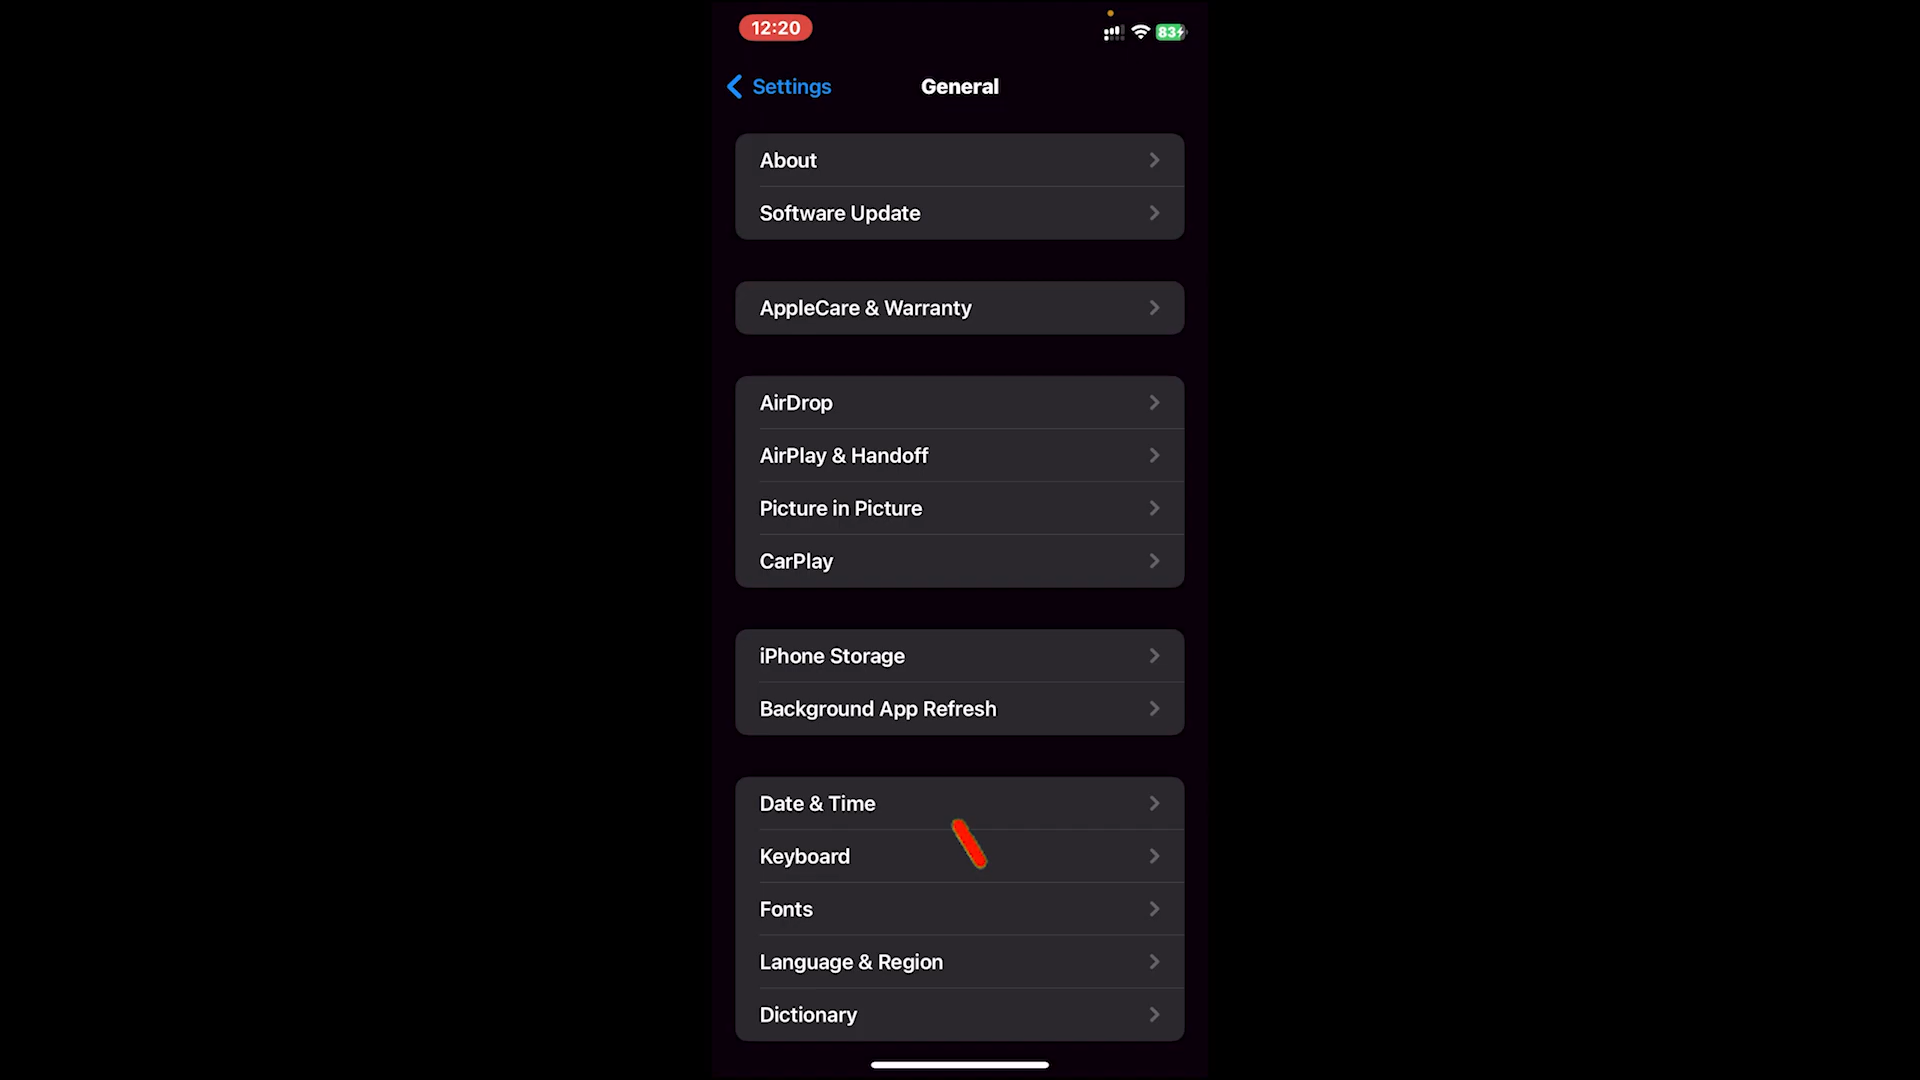 12:20
83
Settings
General
About
Software Update
AppleCare & Warranty
AirDrop
AirPlay & Handoff
Picture in Picture
CarPlay
iPhone Storage
Background App Refresh
Date & Time
Keyboard
Fonts
Language & Region
Dictionary